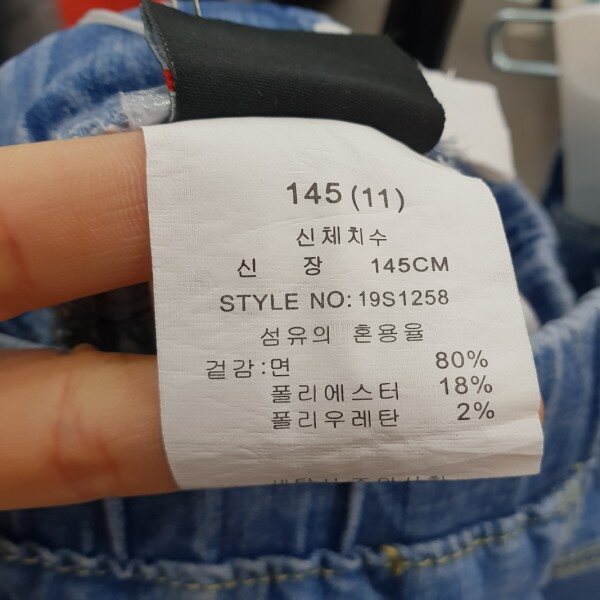 145 (11)
신체치수
신 장 145CM
STYLE NO: 19S1258
섬유의 혼용율
겉감:면 80%
폴리에스터 18%
폴리우레탄 2%